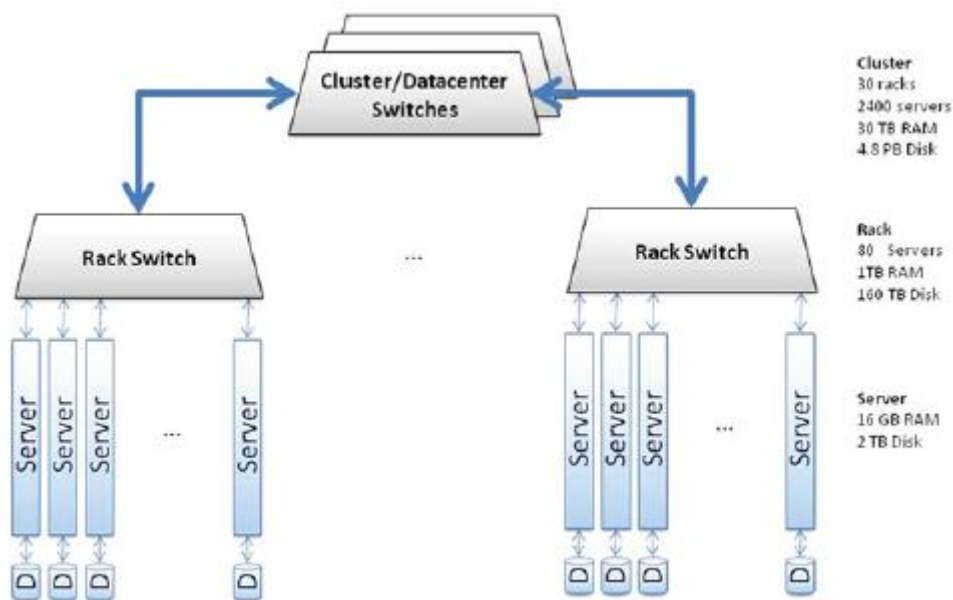 Cluster/Datacenter
Switches
Cluster
30 racks
2400 servers
30 TB RAM
4.8 PB Disk
Rack Switch
...
Rack Switch
Rack
80 Servers
1TB RAM
160 TB Disk
Server
Server
Server
...
Server
Server
Server
Server
...
Server
Server
16 GB RAM
2 TB Disk
D
D
D
D
D
D
D
D